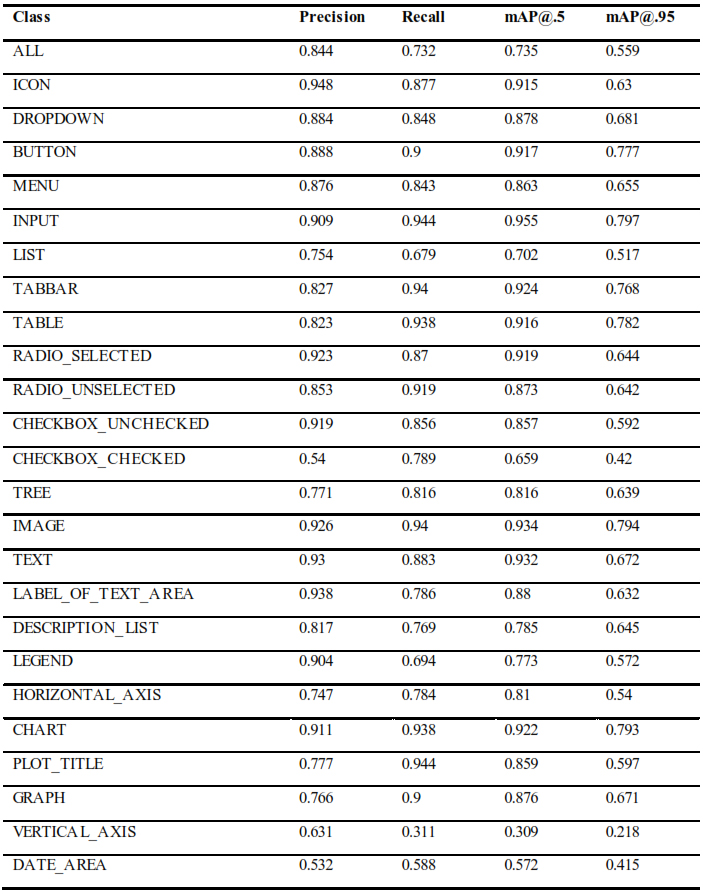 Class Precision Recall mAP@.5 mAP@.95
ALL 0.844 0.732 0.735 0.559
ICON 0.948 0.877 0.915 0.63
DROPDOWN 0.884 0.848 0.878 0.681
BUTTON 0.888 0.9 0.917 0.777
MENU 0.876 0.843 0.863 0.655
INPUT 0.909 0.944 0.955 0.797
LIST 0.754 0.679 0.702 0.517
TABBAR 0.827 0.94 0.924 0.768
TABLE 0.823 0.938 0.916 0.782
RADIO_SELECTED 0.923 0.87 0.919 0.644
RADIO_UNSELECTED 0.853 0.919 0.873 0.642
CHECKBOX_UNCHECKED 0.919 0.856 0.857 0.592
CHECKBOX_CHECKED 0.54 0.789 0.659 0.42
TREE 0.771 0.816 0.816 0.639
IMAGE 0.926 0.94 0.934 0.794
TEXT 0.93 0.883 0.932 0.672
LABEL_OF_TEXT_AREA 0.938 0.786 0.88 0.632
DESCRIPTION_LIST 0.817 0.769 0.785 0.645
LEGEND 0.904 0.694 0.773 0.572
HORIZONTAL_AXIS 0.747 0.784 0.81 0.54
CHART 0.911 0.938 0.922 0.793
PLOT_TITLE 0.777 0.944 0.859 0.597
GRAPH 0.766 0.9 0.876 0.671
VERTICAL_AXIS 0.631 0.311 0.309 0.218
DATE_AREA 0.532 0.588 0.572 0.415